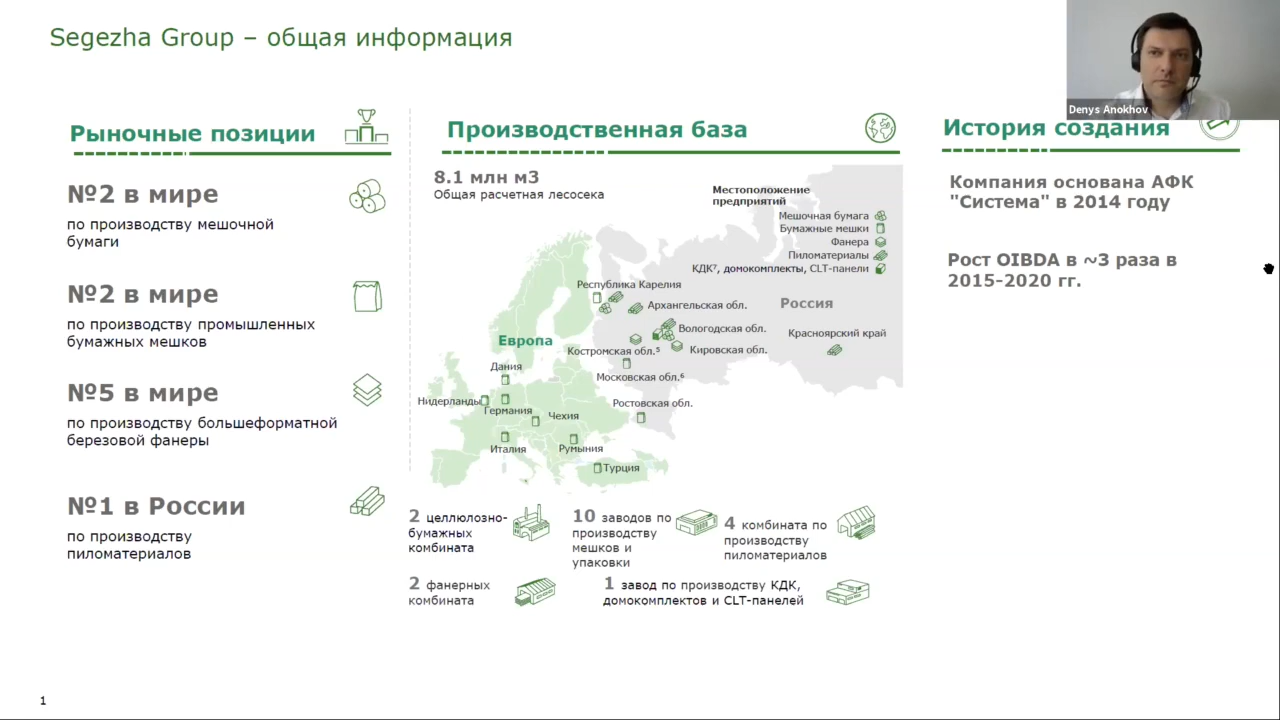 Segezha Group – общая информация
Denys Anokhov
Рыночные позиции
№2 в мире
по производству мешочной
бумаги
№2 в мире
по производству промышленных
бумажных мешков
№5 в мире
по производству большеформатной
березовой фанеры
№1 в России
по производству
пиломатериалов
Производственная база
8.1 млн м3
Общая расчетная лесосека
Местоположение
предприятий
Мешочная бумага
Бумажные мешки
Фанера
Пиломатериалы
КДК⁷, домокомплекты, CLT-панели
Республика Карелия
Архангельская обл.
Россия
Вологодская обл.
Красноярский край
Европа
Костромская обл.⁵
Кировская обл.
Дания
Московская обл.⁶
Нидерланды
Германия
Чехия
Ростовская обл.
Италия
Румыния
Турция
2 целлюлозно-
бумажных
комбината
10 заводов по
производству
мешков и
упаковки
4 комбината по
производству
пиломатериалов
2 фанерных
комбината
1 завод по производству КДК,
домокомплектов и CLT-панелей
История создания
Компания основана АФК
"Система" в 2014 году
Рост OIBDA в ~3 раза в
2015-2020 гг.
1